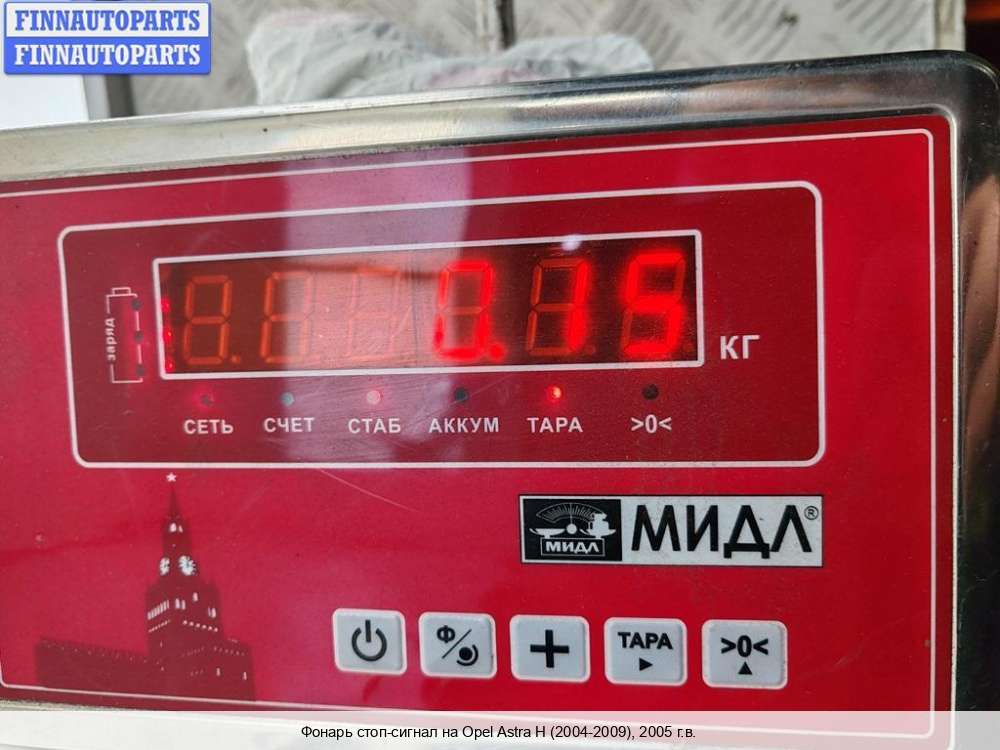 FINNAUTOPARTS
FINNAUTOPARTS
заряд
0.15
КГ
СЕТЬ СЧЕТ СТАБ АККУМ ТАРА >0<
МИДЛ
МИДЛ®
Ф ТАРА >0<
Фонарь стоп-сигнал на Opel Astra H (2004-2009), 2005 г.в.